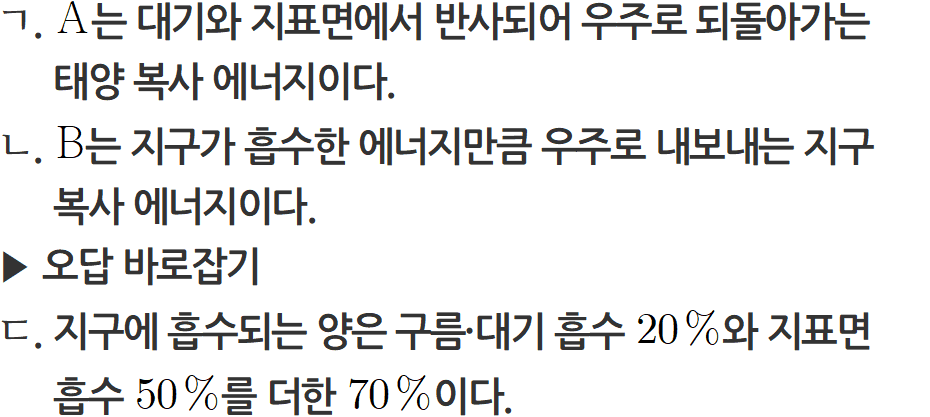 ㄱ. A는 대기와 지표면에서 반사되어 우주로 되돌아가는
태양 복사 에너지이다.
ㄴ. B는 지구가 흡수한 에너지만큼 우주로 내보내는 지구
복사 에너지이다.
▶ 오답 바로잡기
ㄷ. 지구에 흡수되는 양은 구름·대기 흡수 20 %와 지표면
흡수 50 %를 더한 70 %이다.